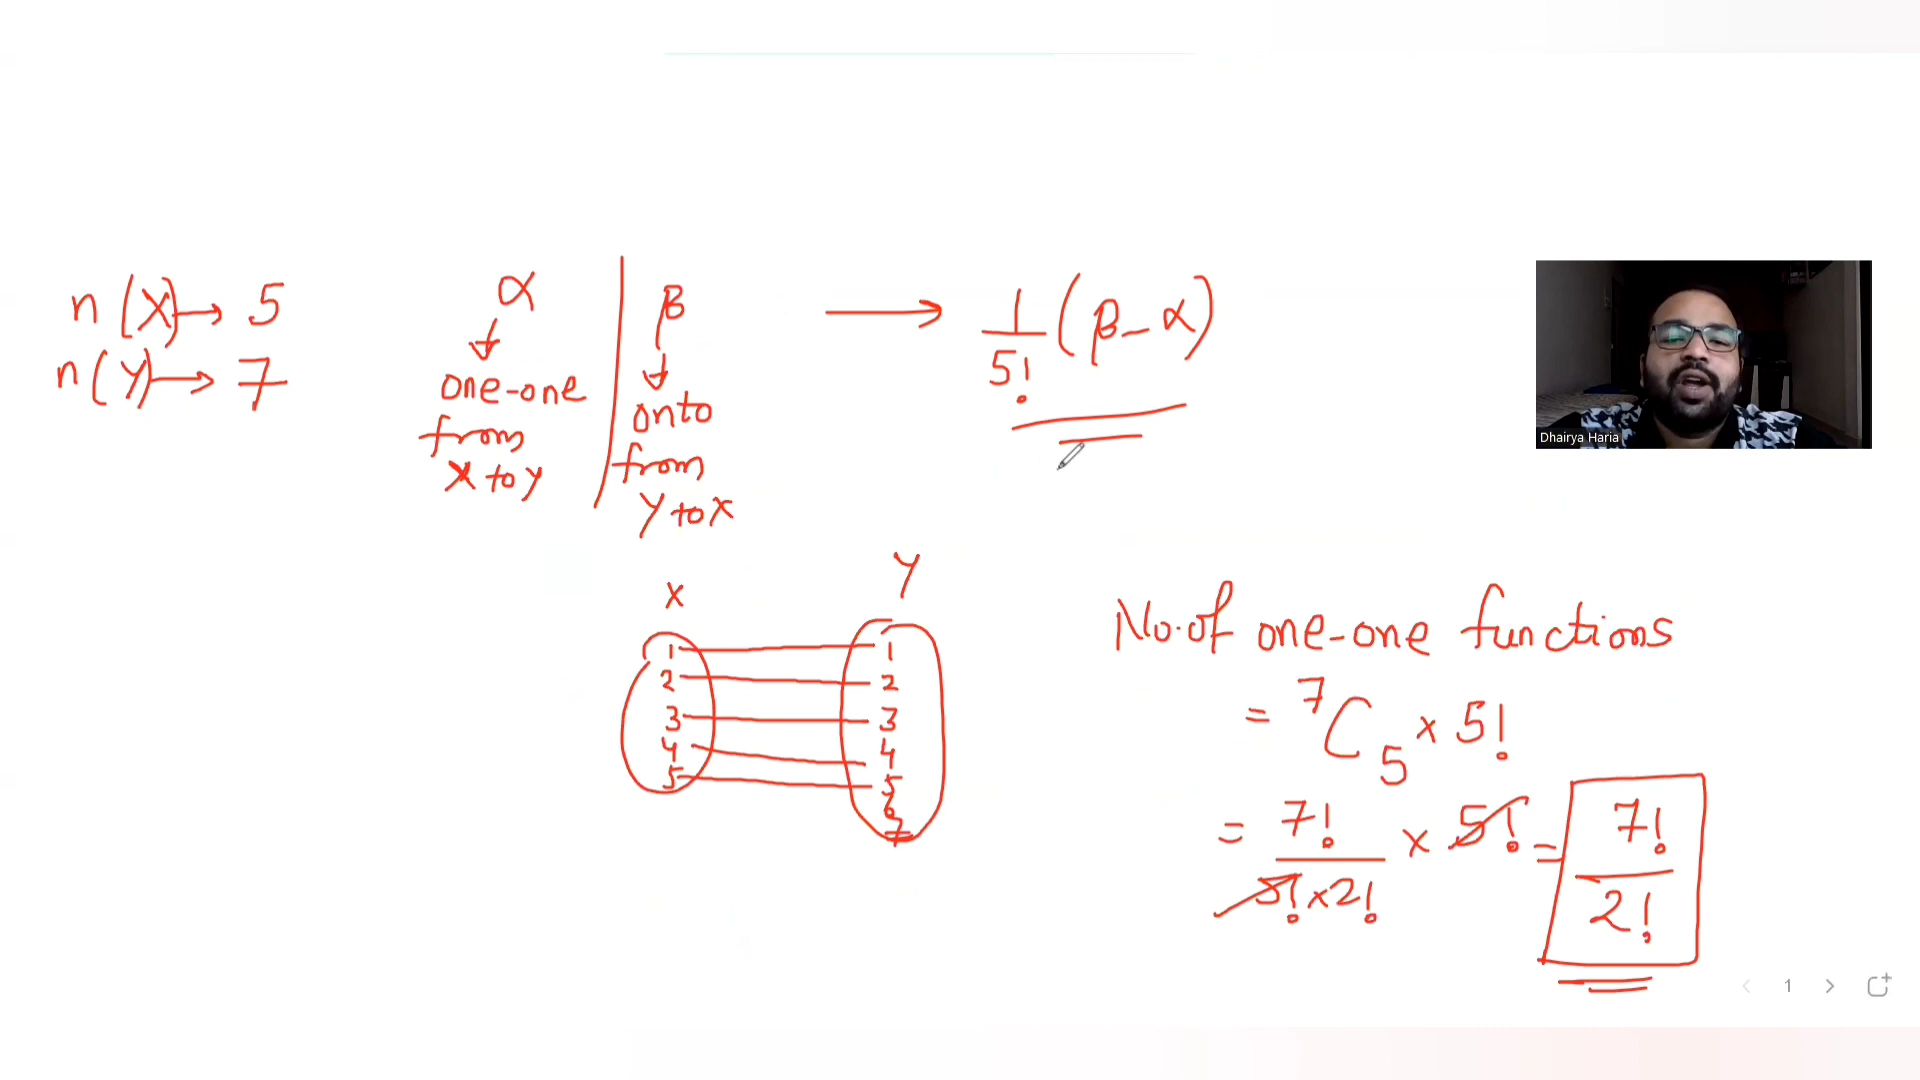 n(X) → 5
n(Y) → 7
α
↓
one-one
from
X to Y
β
↓
onto
from
Y to X
→ 1/5! (β - α)
X
Y
1
2
3
4
5
1
2
3
4
5
6
7
No. of one-one functions
= ⁷C₅ × 5!
= 7!/(5! × 2!) × 5! = 7!/2!
Dhairya Haria
1